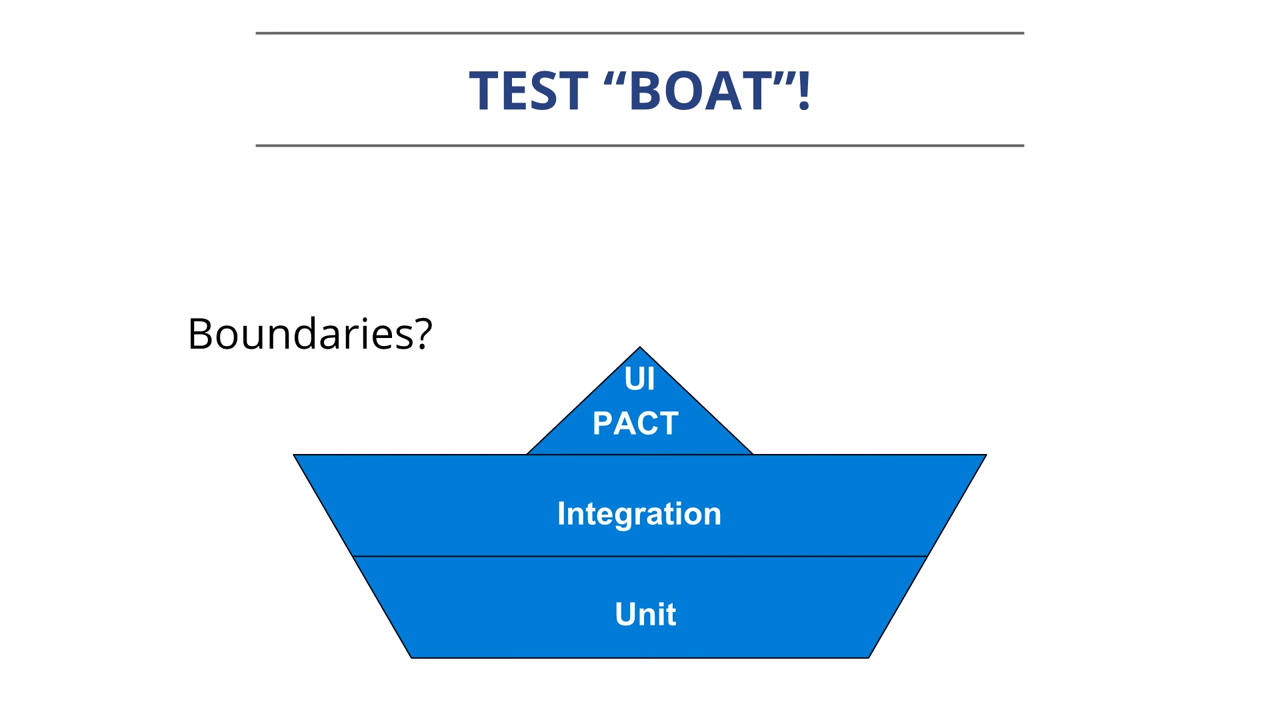 TEST “BOAT”!
Boundaries?
UI
PACT
Integration
Unit